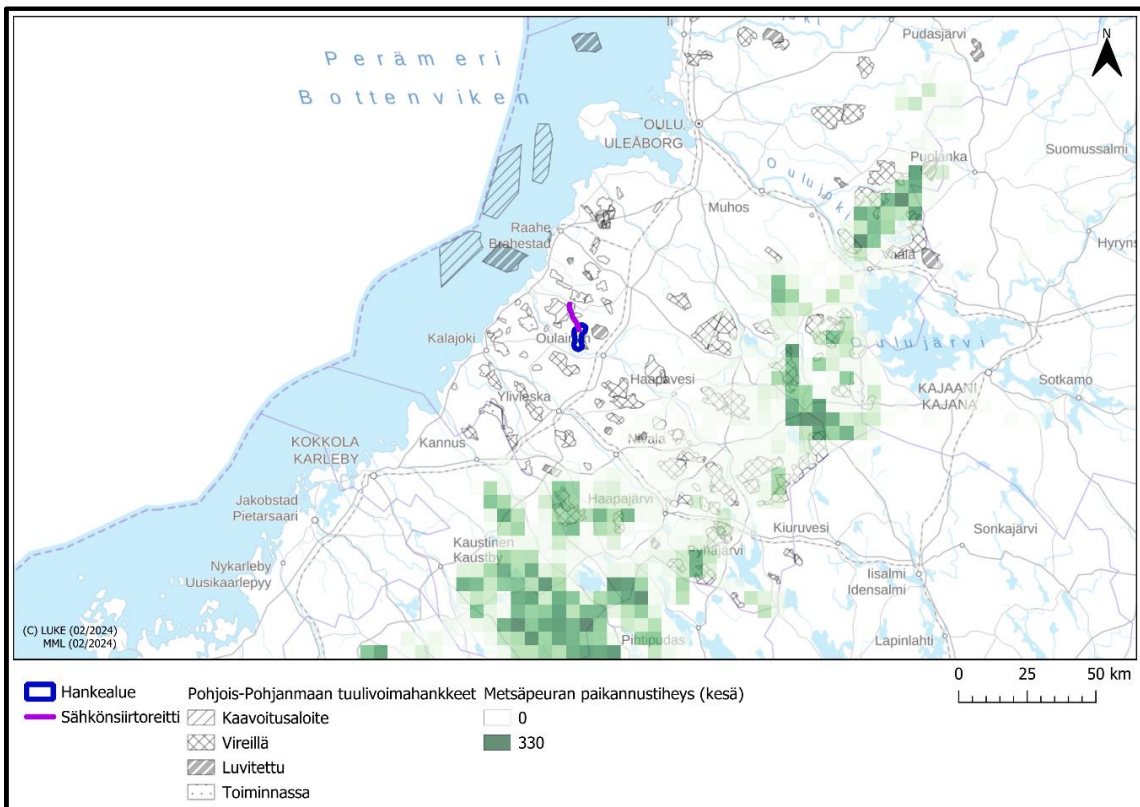 Ii
joki
Pudasjärvi
N
Perämeri
Bottenviken
OULU
ULEÅBORG
Puolanka
Suomussalmi
Oulujoki
Muhos
Raahe
Brahestad
Vaala
Hyryns
Kalajoki
Oulainen
Oulujärvi
Haapavesi
KAJAANI
KAJANA
Sotkamo
Ylivieska
KOKKOLA
KARLEBY
Kannus
Nivala
Jakobstad
Pietarsaari
Haapajärvi
Kiuruvesi
Sonkajärvi
Kaustinen
Kaustby
Pyhäjärvi
Nykarleby
Uusikaarlepyy
Iisalmi
Idensalmi
(C) LUKE (02/2024)
MML (02/2024)
Pihtipudas
Lapinlahti
0 25 50 km
Hankealue
Sähkönsiirtoreitti
Pohjois-Pohjanmaan tuulivoimahankkeet
Kaavoitusaloite
Vireillä
Luvitettu
Toiminnassa
Metsäpeuran paikannustiheys (kesä)
0
330